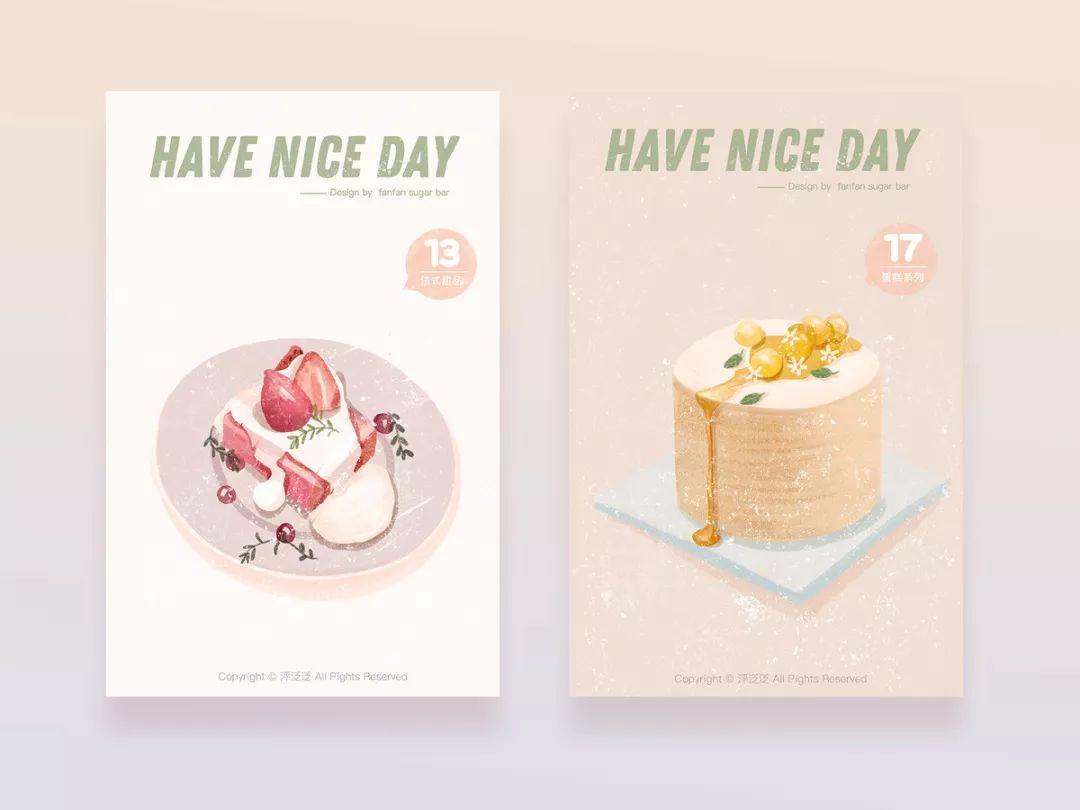 HAVE NICE DAY
Design by fanfan sugar bar
13
法式甜品
Copyright © 泙泛泛 All Pights Reserved
HAVE NICE DAY
Design by fanfan sugar bar
17
蛋糕系列
Copyright © 泙泛泛 All Pights Reserved